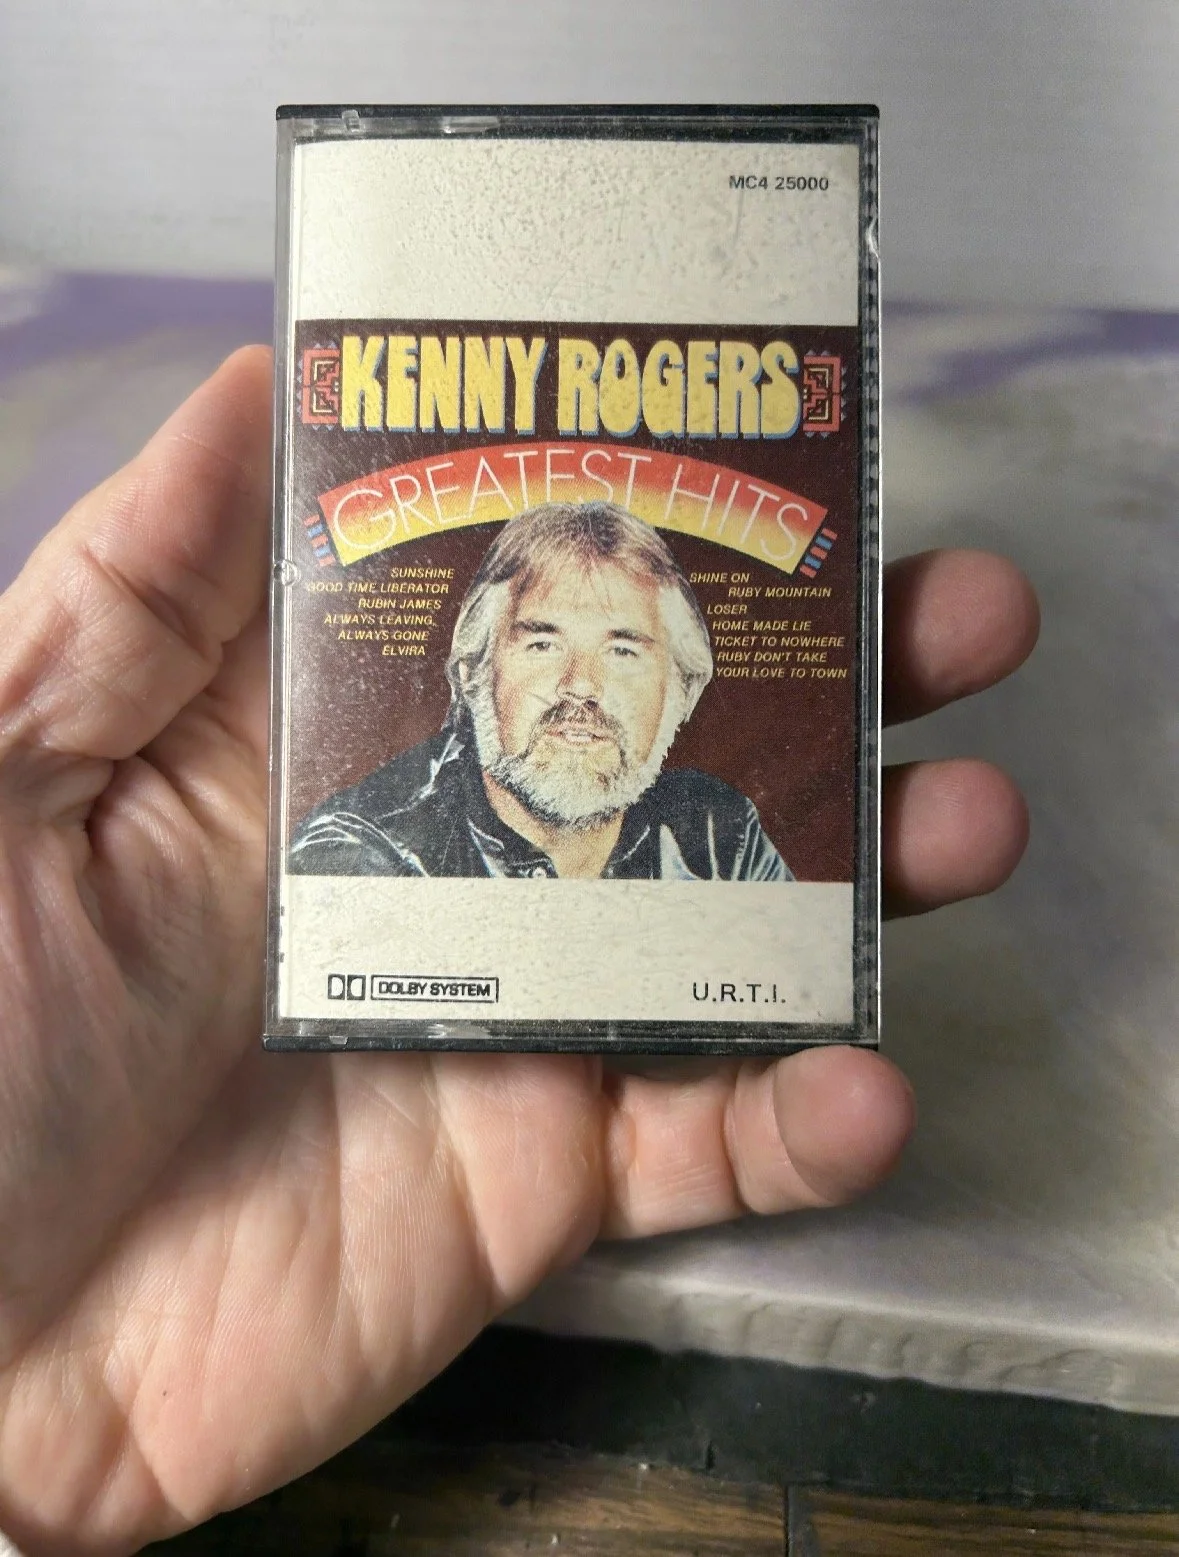 MC4 25000
KENNY ROGERS
GREATEST HITS
SUNSHINE
GOOD TIME LIBERATOR
RUBIN JAMES
ALWAYS LEAVING,
ALWAYS GONE
ELVIRA
SHINE ON
RUBY MOUNTAIN
LOSER
HOME MADE LIE
TICKET TO NOWHERE
RUBY DON'T TAKE
YOUR LOVE TO TOWN
DOLBY SYSTEM
U.R.T.I.